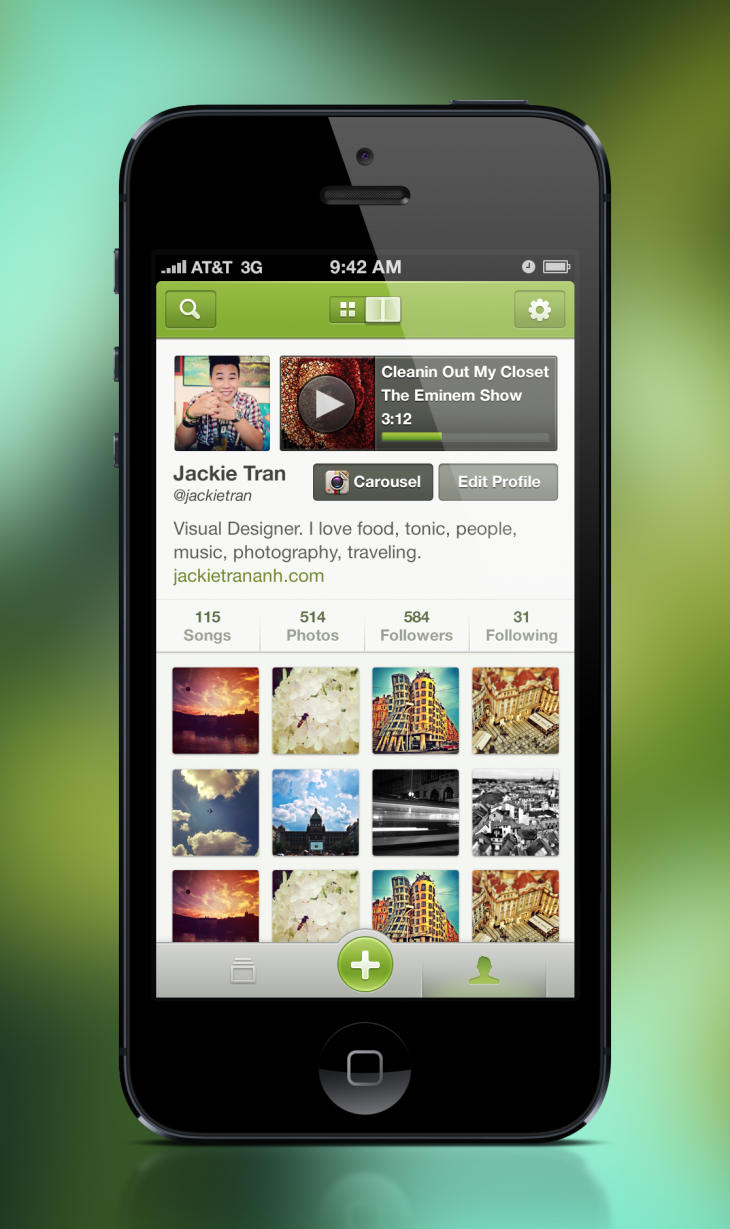 AT&T 3G 9:42 AM
Cleanin Out My Closet
The Eminem Show
3:12
Jackie Tran
@jackietran
Carousel Edit Profile
Visual Designer. I love food, tonic, people,
music, photography, traveling.
jackietrananh.com
115 514 584 31
Songs Photos Followers Following